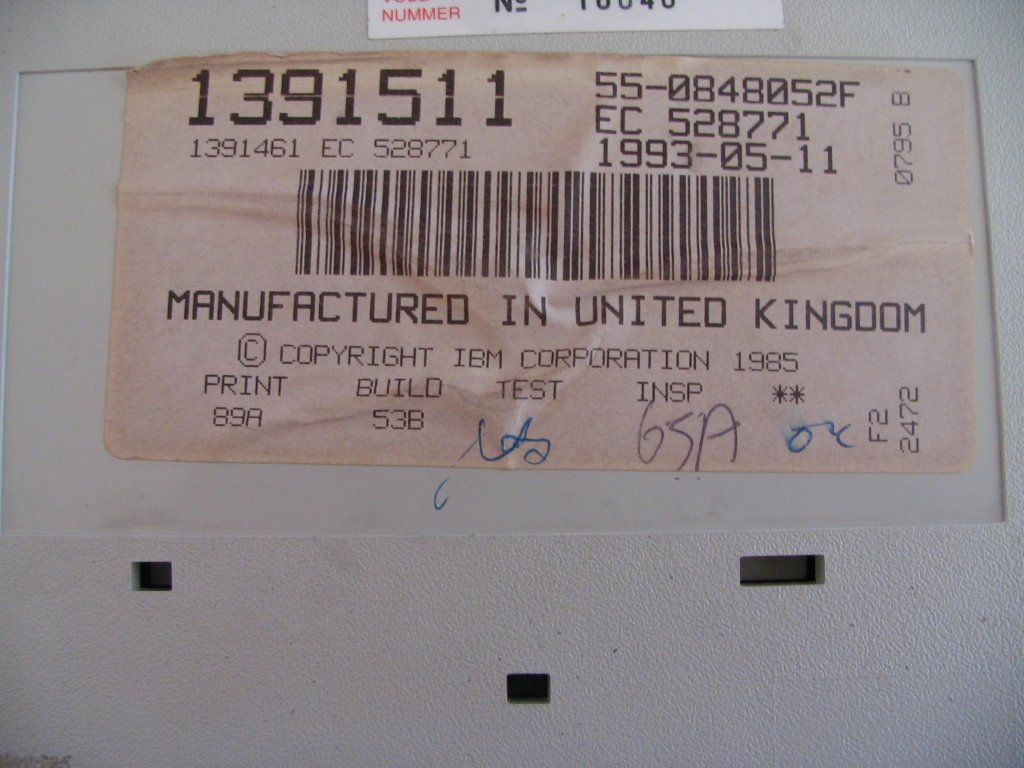 NUMMER Nº
1391511
1391461 EC 528771
55-0848052F
EC 528771
1993-05-11
0795 B
MANUFACTURED IN UNITED KINGDOM
© COPYRIGHT IBM CORPORATION 1985
PRINT BUILD TEST INSP **
89A 53B 65A OK
F2
2472